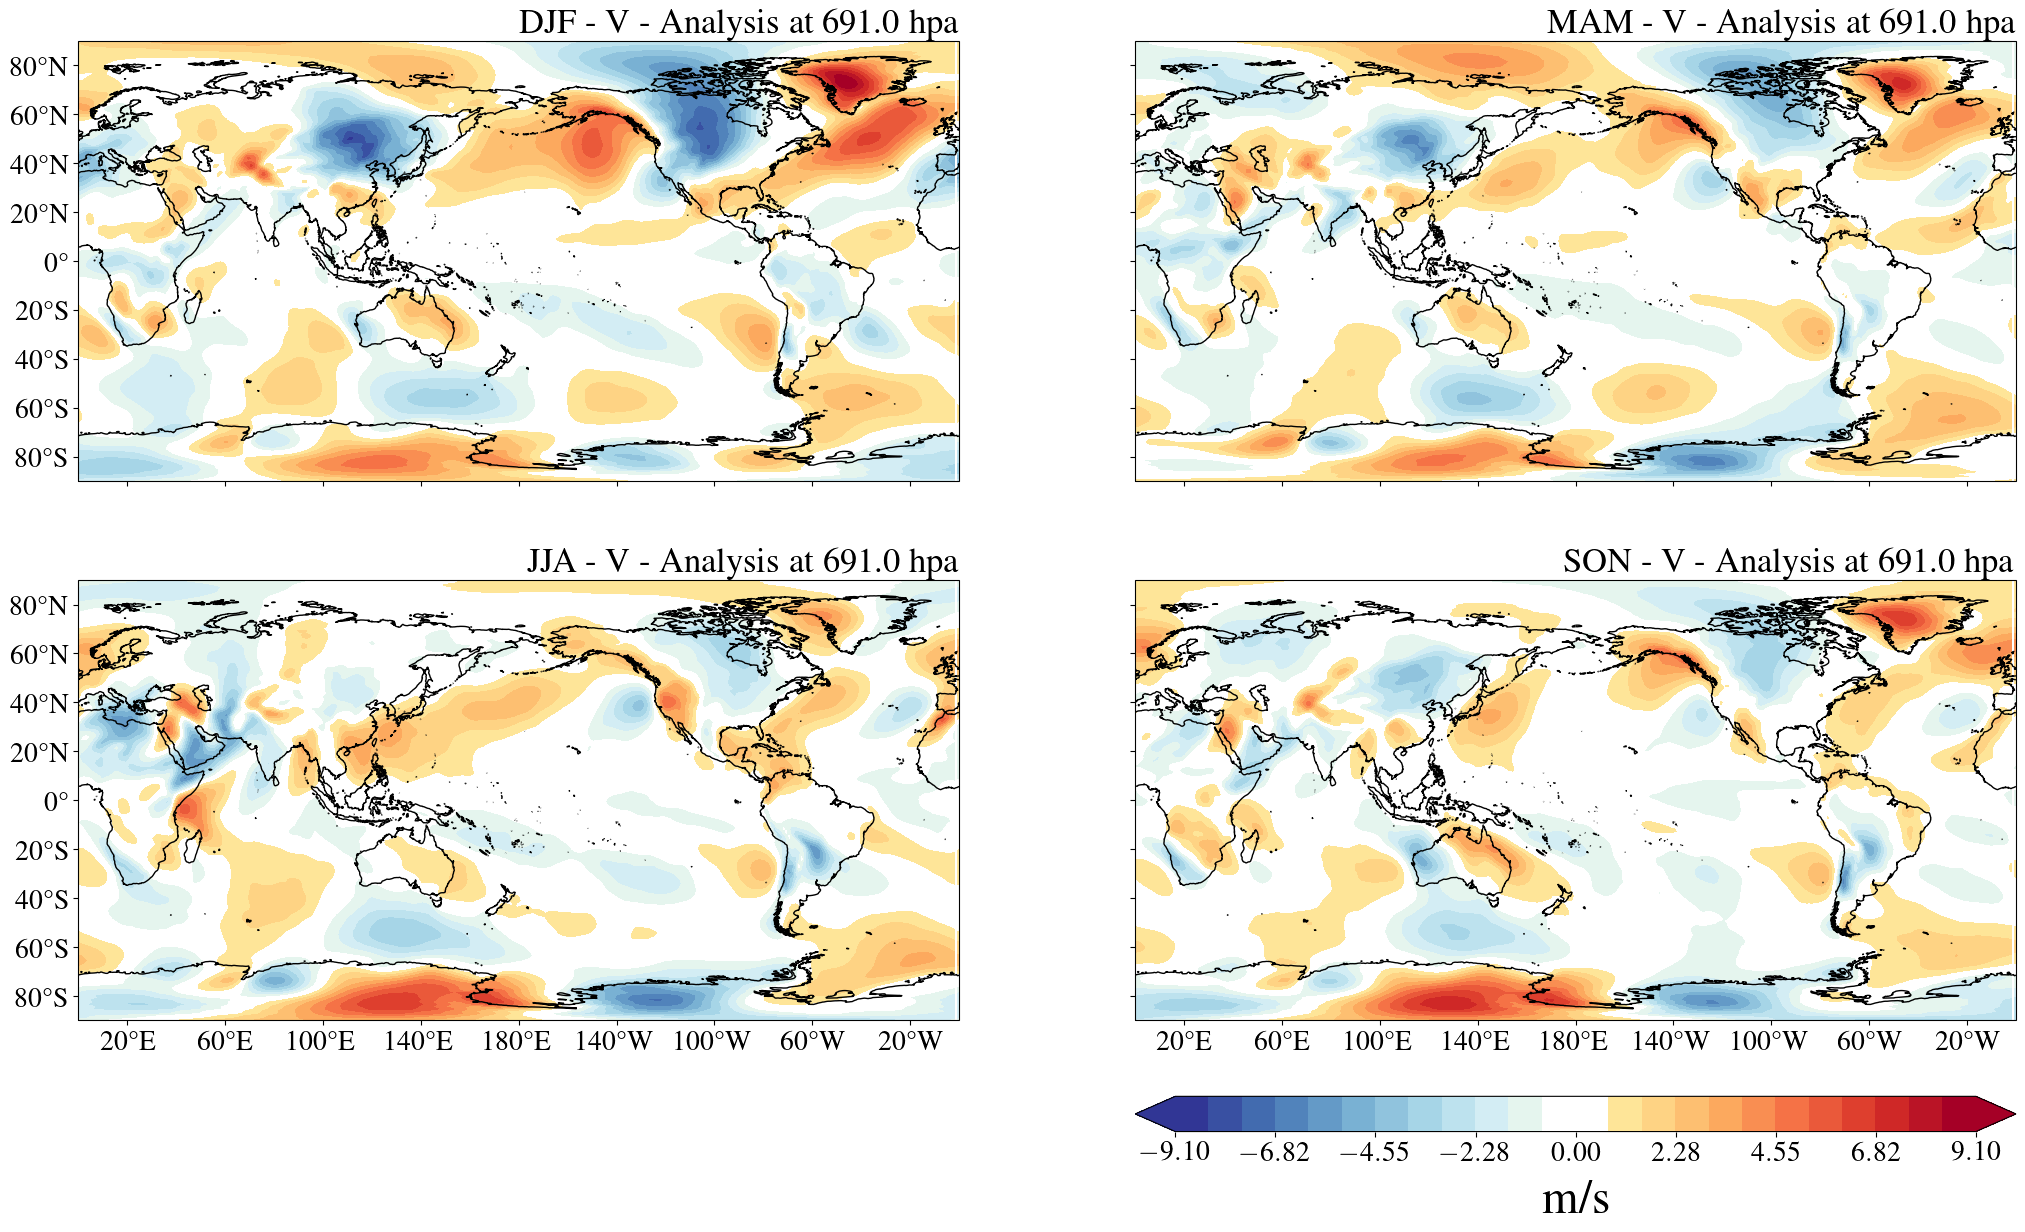 DJF - V - Analysis at 691.0 hpa
MAM - V - Analysis at 691.0 hpa
80°N
60°N
40°N
20°N
0°
20°S
40°S
60°S
80°S
JJA - V - Analysis at 691.0 hpa
SON - V - Analysis at 691.0 hpa
80°N
60°N
40°N
20°N
0°
20°S
40°S
60°S
80°S
20°E 60°E 100°E 140°E 180°E 140°W 100°W 60°W 20°W
20°E 60°E 100°E 140°E 180°E 140°W 100°W 60°W 20°W
−9.10 −6.82 −4.55 −2.28 0.00 2.28 4.55 6.82 9.10
m/s